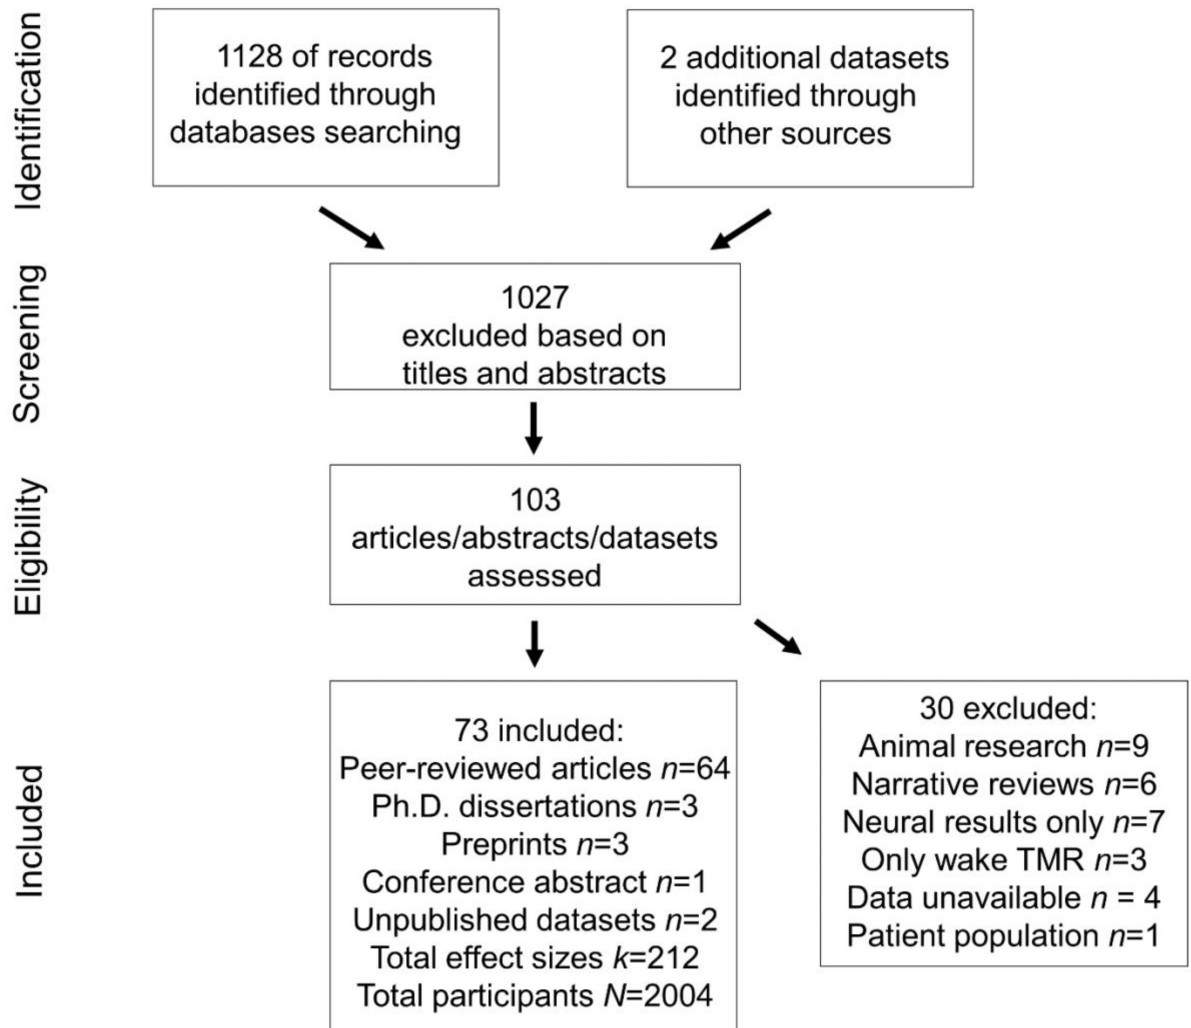 Identification
1128 of records
identified through
databases searching
2 additional datasets
identified through
other sources
Screening
1027
excluded based on
titles and abstracts
Eligibility
103
articles/abstracts/datasets
assessed
Included
73 included:
Peer-reviewed articles n=64
Ph.D. dissertations n=3
Preprints n=3
Conference abstract n=1
Unpublished datasets n=2
Total effect sizes k=212
Total participants N=2004
30 excluded:
Animal research n=9
Narrative reviews n=6
Neural results only n=7
Only wake TMR n=3
Data unavailable n = 4
Patient population n=1